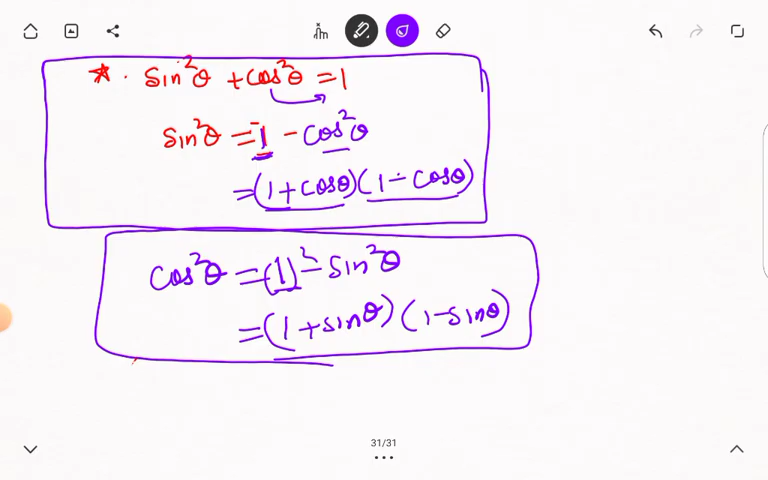 * . Sin²θ + cos²θ = 1
Sin²θ = 1 - cos²θ
= (1 + cosθ) (1 - cosθ)
cos²θ = (1)² - sin²θ
= (1 + sinθ) (1 - sinθ)
31/31